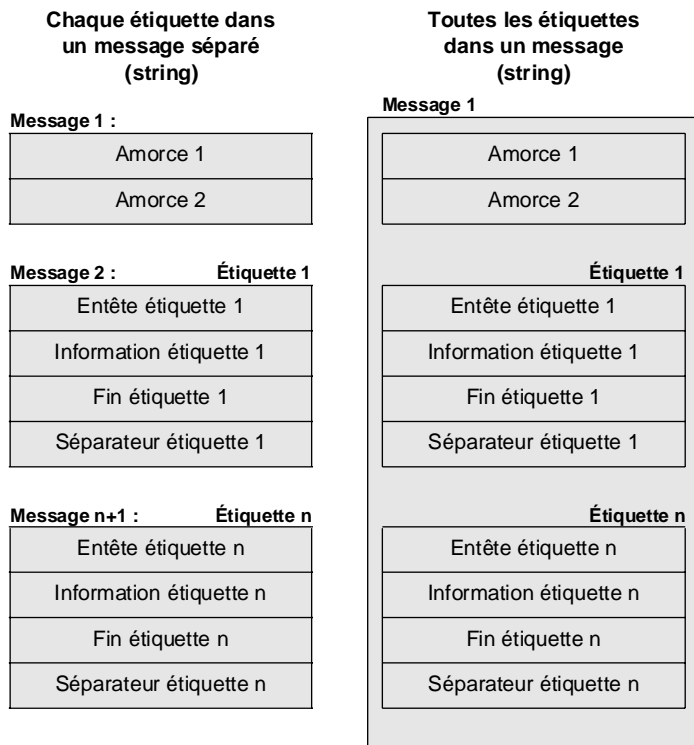 Chaque étiquette dans
un message séparé
(string)
Message 1 :
Amorce 1
Amorce 2
Message 2 : Étiquette 1
Entête étiquette 1
Information étiquette 1
Fin étiquette 1
Séparateur étiquette 1
Message n+1 : Étiquette n
Entête étiquette n
Information étiquette n
Fin étiquette n
Séparateur étiquette n
Toutes les étiquettes
dans un message
(string)
Message 1
Amorce 1
Amorce 2
Étiquette 1
Entête étiquette 1
Information étiquette 1
Fin étiquette 1
Séparateur étiquette 1
Étiquette n
Entête étiquette n
Information étiquette n
Fin étiquette n
Séparateur étiquette n